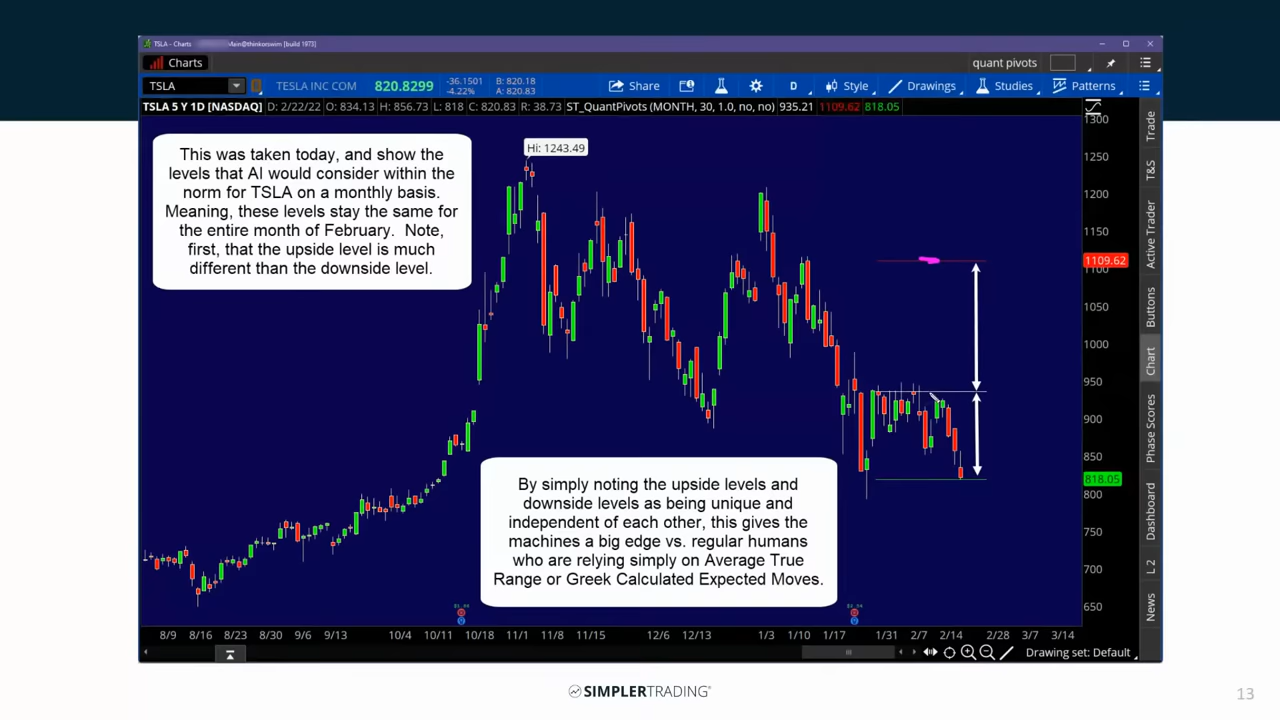 TSLA - Charts
Main@thinkorswim [build 1973]
Charts
quant pivots
TSLA
TESLA INC COM
820.8299
-36.1501
-4.22%
B: 820.18
A: 820.83
Share
D
Style
Drawings
Studies
Patterns
TSLA 5 Y 1D [NASDAQ]
D: 2/22/22
O: 834.13
H: 856.73
L: 818
C: 820.83
R: 38.73
ST_QuantPivots (MONTH, 30, 1.0, no, no)
935.21
1109.62
818.05
This was taken today, and show the
levels that AI would consider within the
norm for TSLA on a monthly basis.
Meaning, these levels stay the same for
the entire month of February.  Note,
first, that the upside level is much
different than the downside level.
Hi: 1243.49
1300
1250
1200
1150
1109.62
1100
1050
1000
950
900
850
818.05
800
750
700
650
By simply noting the upside levels and
downside levels as being unique and
independent of each other, this gives the
machines a big edge vs. regular humans
who are relying simply on Average True
Range or Greek Calculated Expected Moves.
8/9
8/16
8/23
8/30
9/6
9/13
10/4
10/11
10/18
11/1
11/8
11/15
12/6
12/13
1/3
1/10
1/17
1/31
2/7
2/14
2/28
3/7
3/14
Drawing set: Default
Trade
T&S
Active Trader
Buttons
Chart
Phase Scores
Dashboard
L 2
News
SIMPLERTRADING
13